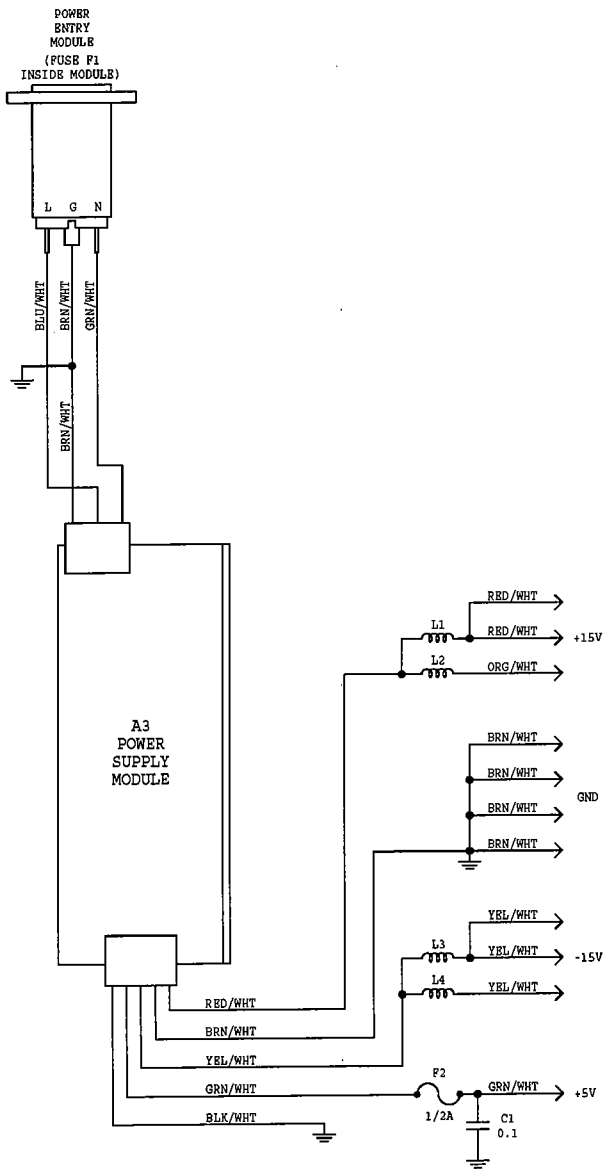 POWER
ENTRY
MODULE
(FUSE F1
INSIDE MODULE)
L G N
BLU/WHT
BRN/WHT
GRN/WHT
BRN/WHT
A3
POWER
SUPPLY
MODULE
RED/WHT
L1
RED/WHT
+15V
L2
ORG/WHT
BRN/WHT
BRN/WHT
GND
BRN/WHT
BRN/WHT
YEL/WHT
L3
YEL/WHT
-15V
L4
YEL/WHT
RED/WHT
BRN/WHT
YEL/WHT
GRN/WHT
F2
1/2A
GRN/WHT
+5V
BLK/WHT
C1
0.1